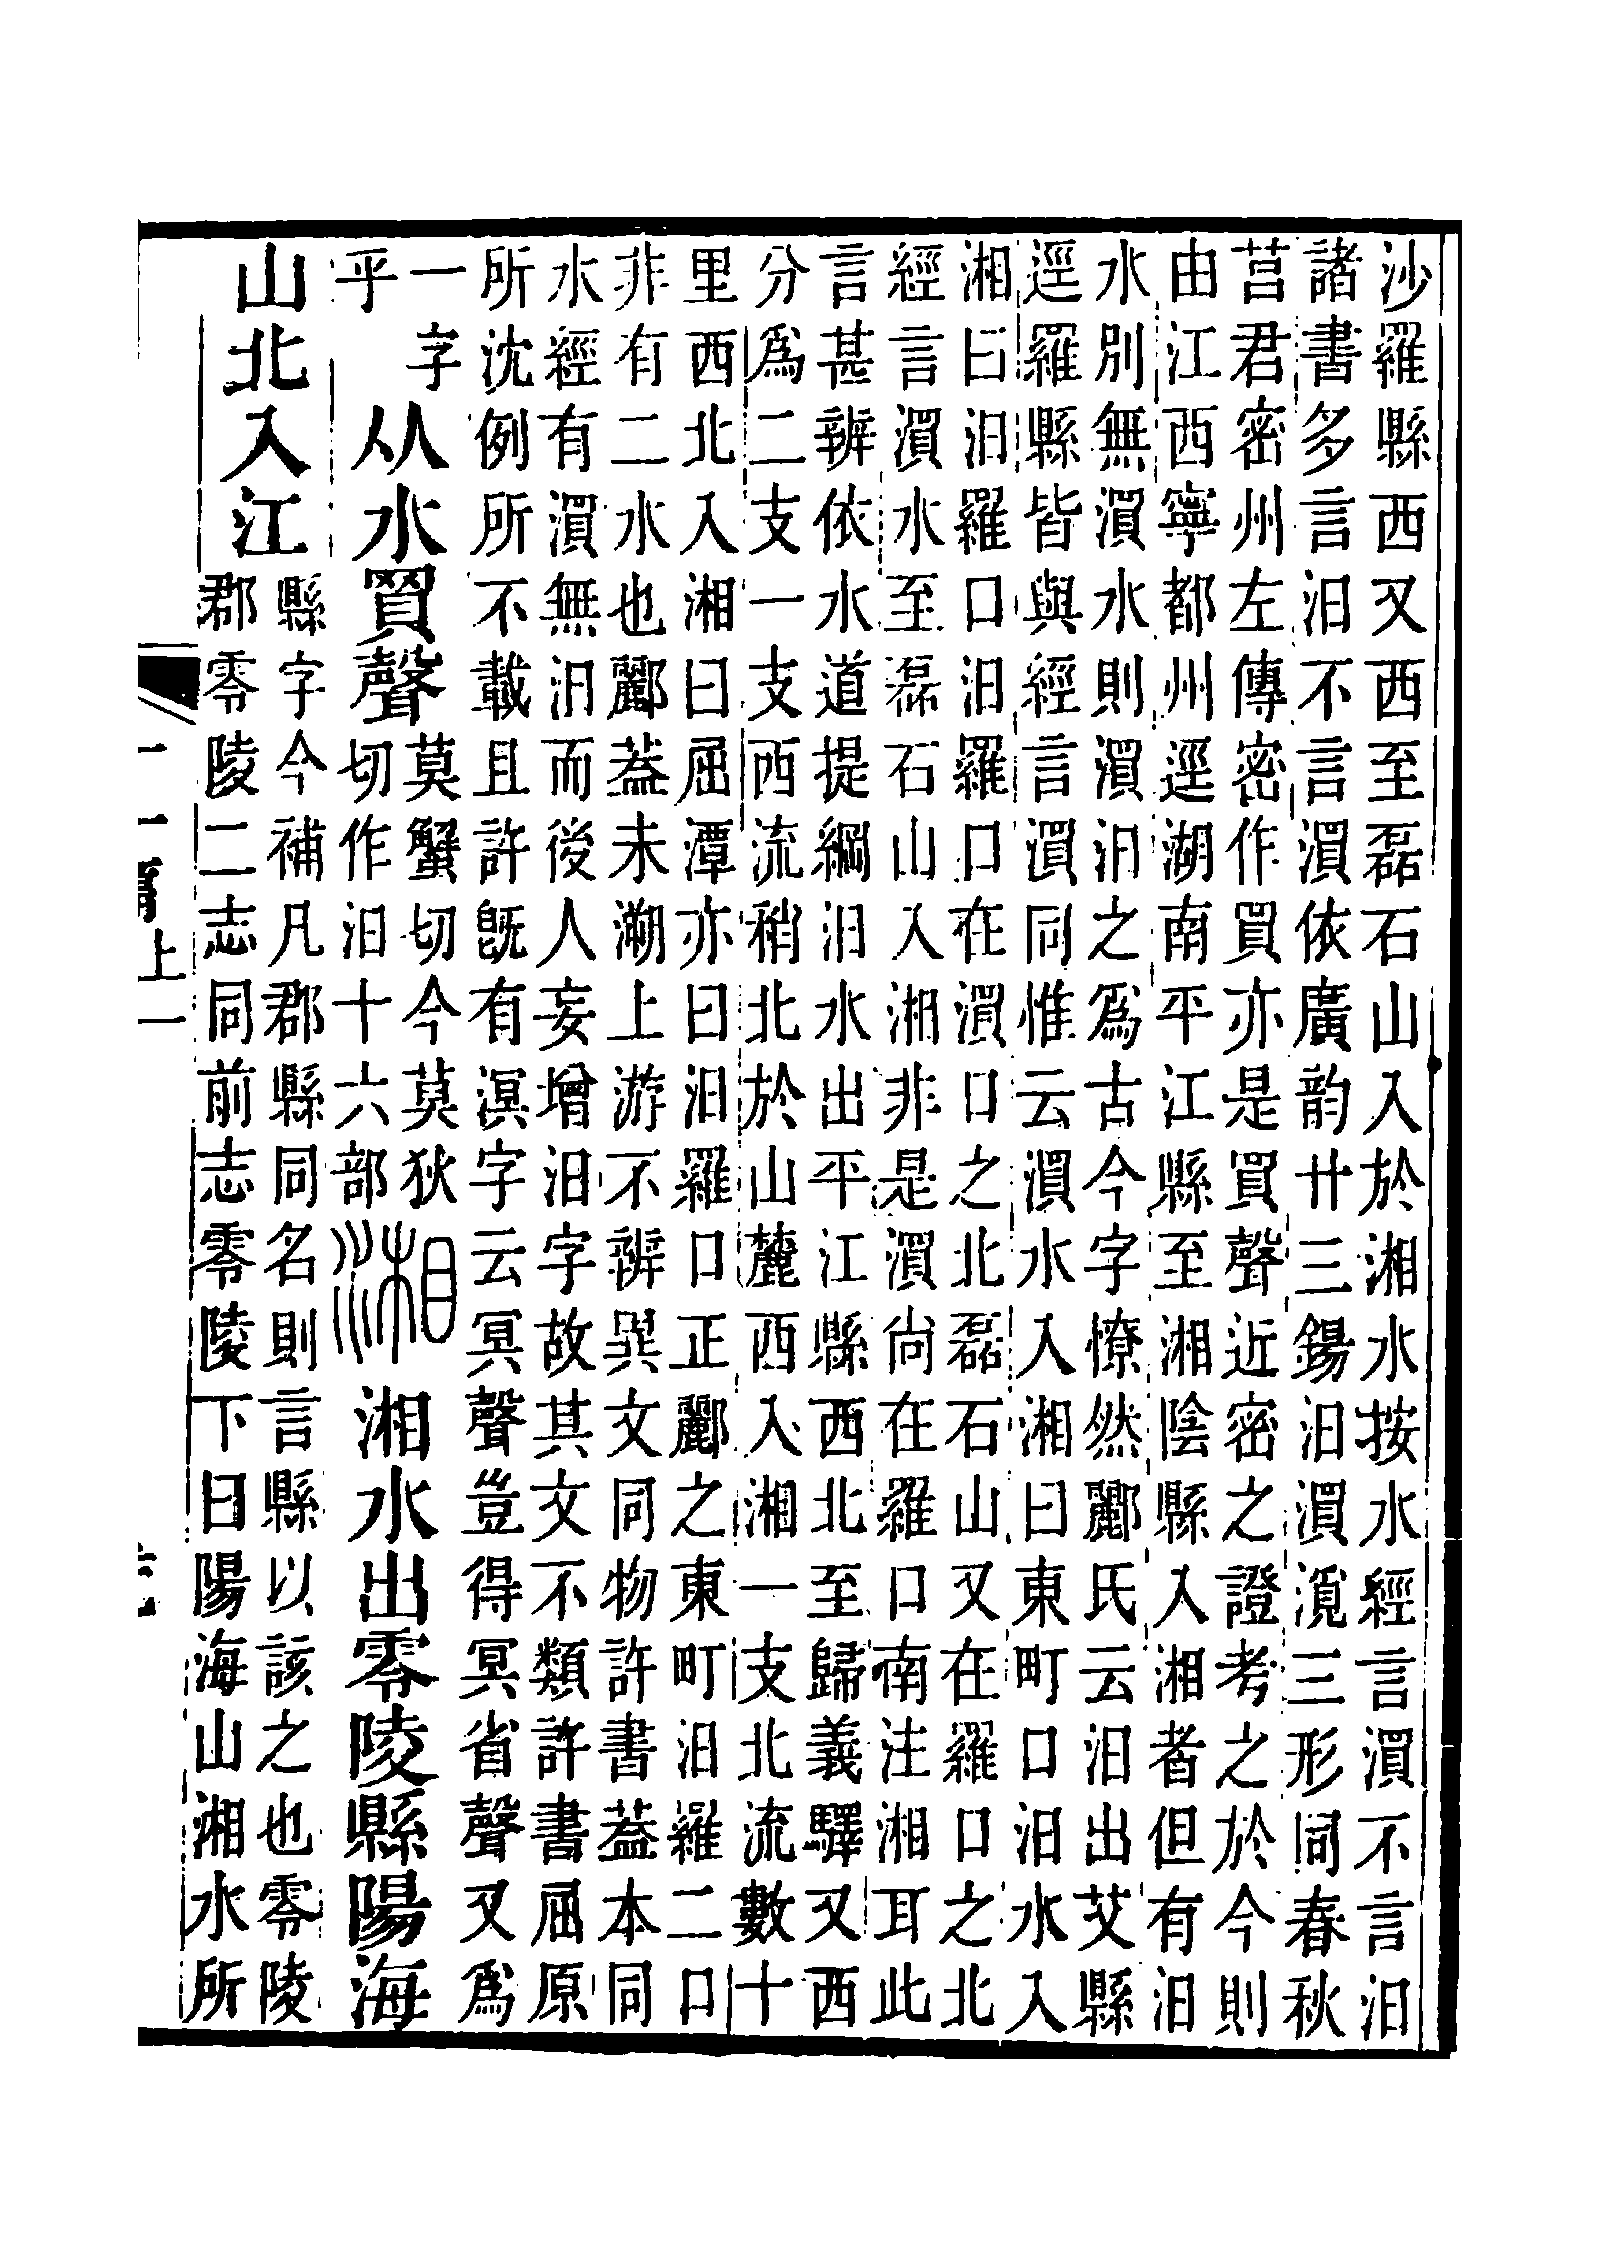 沙羅縣西又西至磊石山入於湘水按水經言㵋不言汨
諸書多言汨不言㵋依廣韵廿三錫汨㵋⿰氵覓三形同春秋
莒君密州左傳密作買亦是買聲近密之證考之於今則
由江西寧都州逕湖南平江縣至湘陰縣入湘者但有汨
水別無㵋水則㵋汨之爲古今字憭然酈氏云汨出艾縣
逕羅縣皆與經言㵋同惟云㵋水入湘曰東町口汨水入
湘曰汨羅口汨羅口在㵋口之北磊石山又在羅口之北
經言㵋水至磊石山入湘非是㵋尚在羅口南注湘耳此
言甚辨依水道提綱汨水出平江縣西北至歸義驛又西
分爲二支一支西流稍北於山麓西入湘一支北流數十
里西北入湘曰屈潭亦曰汨羅口正酈之東町汨羅二口
非有二水也酈葢未溯上游不辨異文同物許書葢本同
水經有㵋無汨而後人妄增汨字故其文不類許書屈原
所沈例所不載且許旣有溟字云冥聲豈得冥省聲又爲
一字
乎
从水買聲
莫蟹切今莫狄
切作汨十六部
湘
湘水出零陵縣陽海
山北入江
縣字今補凡郡縣同名則言縣以該之也零陵
郡零陵二志同前志零陵下曰陽海山湘水所
十一篇上一